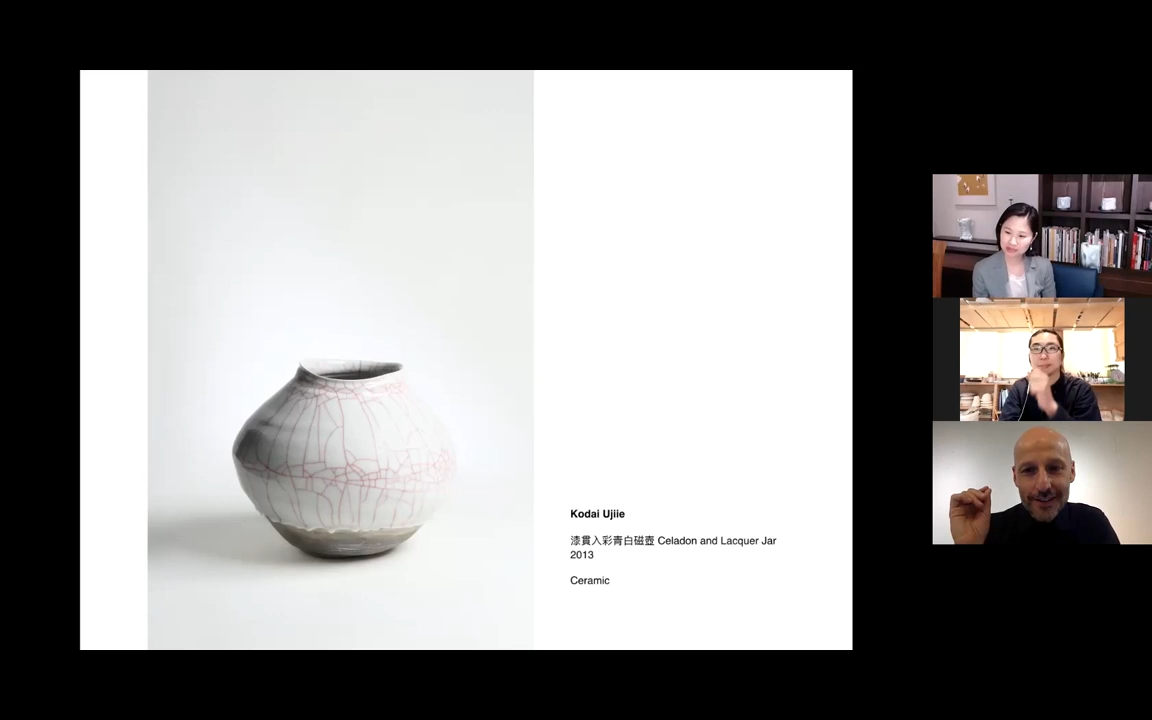 Kodai Ujiie
漆貫入彩青白磁壺 Celadon and Lacquer Jar
2013
Ceramic